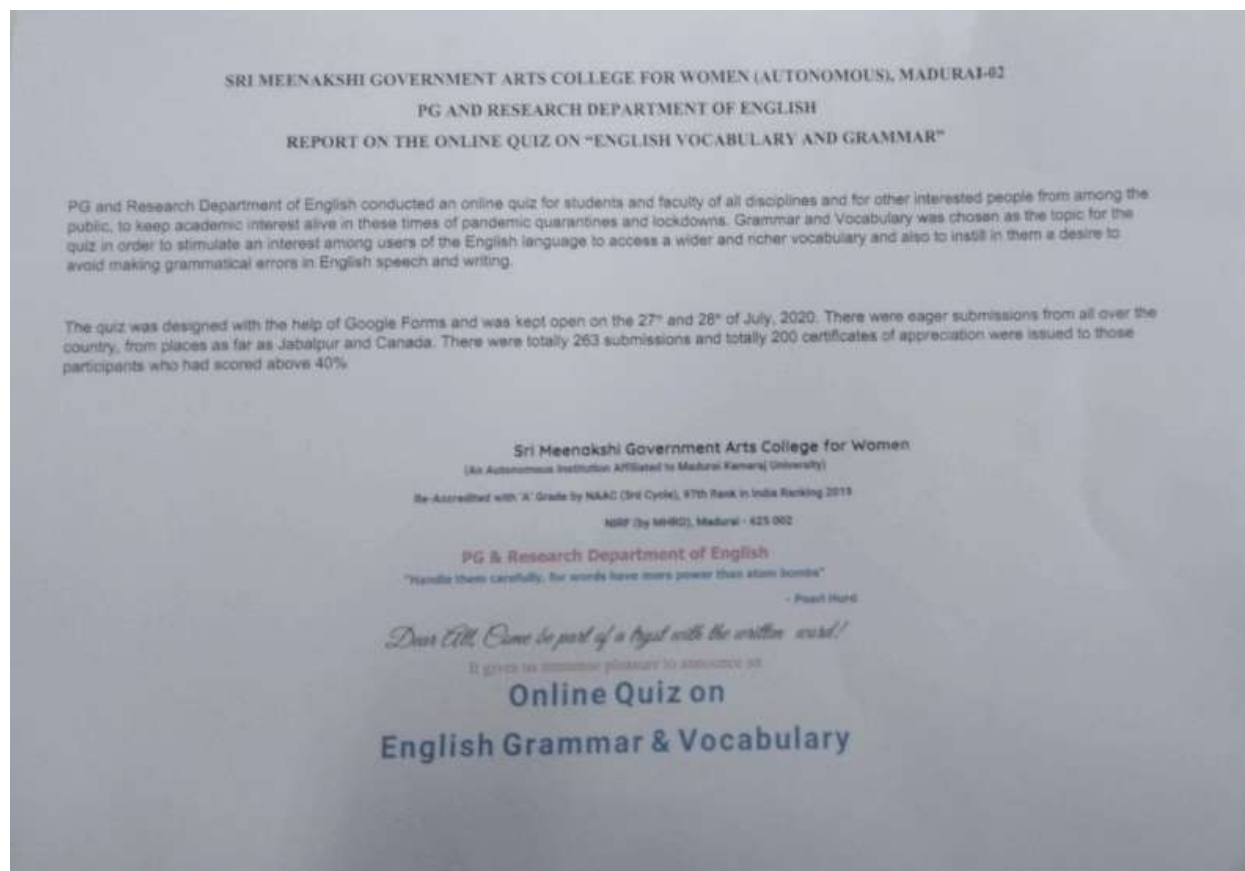 SRI MEENAKSHI GOVERNMENT ARTS COLLEGE FOR WOMEN (AUTONOMOUS), MADURAI-02
PG AND RESEARCH DEPARTMENT OF ENGLISH
REPORT ON THE ONLINE QUIZ ON “ENGLISH VOCABULARY AND GRAMMAR”
PG and Research Department of English conducted an online quiz for students and faculty of all disciplines and for other interested people from among the
public, to keep academic interest alive in these times of pandemic quarantines and lockdowns. Grammar and Vocabulary was chosen as the topic for the
quiz in order to stimulate an interest among users of the English language to access a wider and richer vocabulary and also to instill in them a desire to
avoid making grammatical errors in English speech and writing.
The quiz was designed with the help of Google Forms and was kept open on the 27" and 28" of July, 2020. There were eager submissions from all over the
country, from places as far as Jabalpur and Canada. There were totally 263 submissions and totally 200 certificates of appreciation were issued to those
participants who had scored above 40%
Sri Meenakshi Government Arts College for Women
(An Autonomous Institution Affiliated to Madurai Kamaraj University)
Re-Accredited with 'A' Grade by NAAC (3rd Cycle), 97th Rank in India Ranking 2019
NIRF (by MHRD), Madurai - 625 002
PG & Research Department of English
"Handle them carefully, for words have more power than atom bombs"
- Pearl Hurd
Dear All, Come be part of a tryst with the written word!
It gives us immense pleasure to announce an
Online Quiz on
English Grammar & Vocabulary